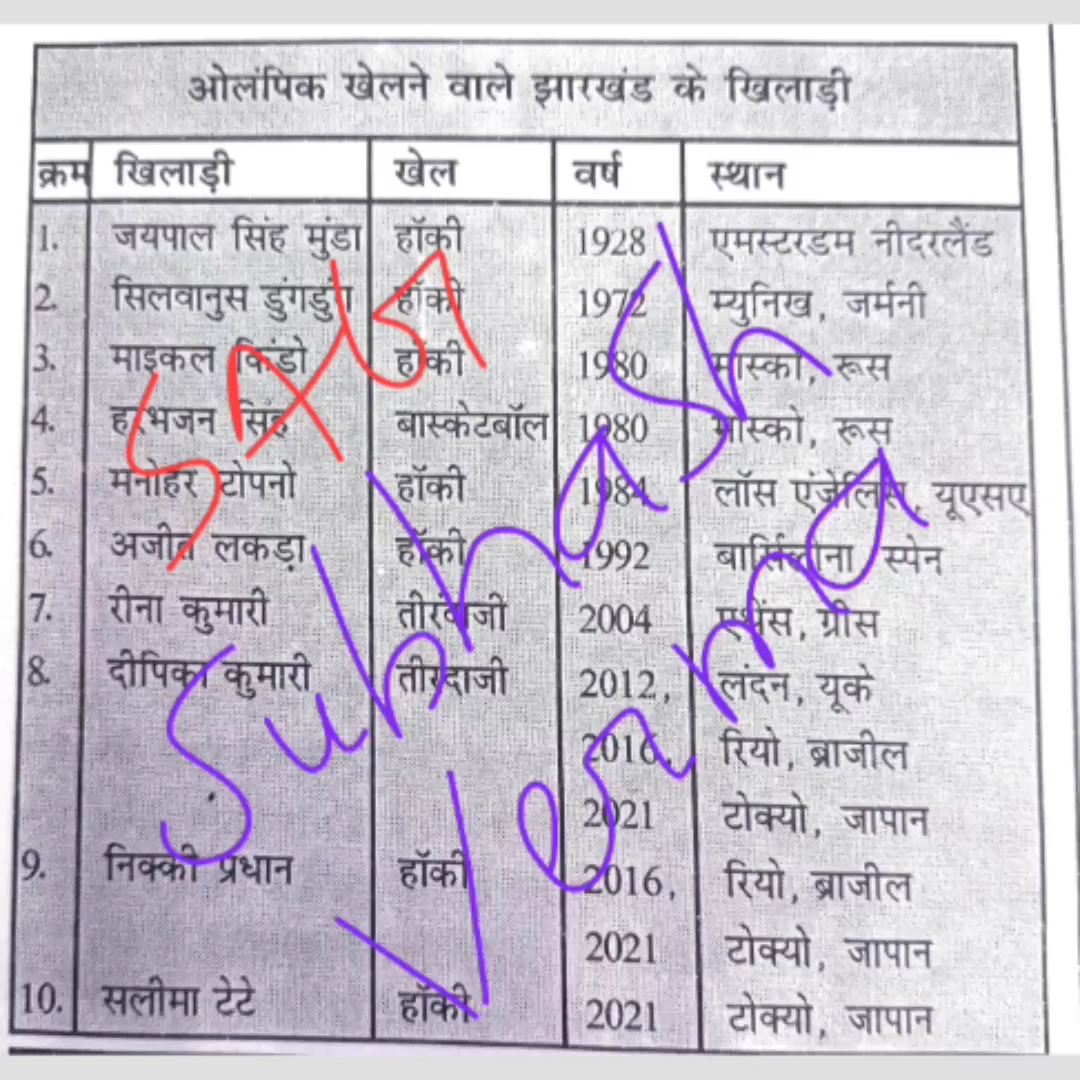 ओलंपिक खेलने वाले झारखंड के खिलाड़ी
क्रम खिलाड़ी खेल वर्ष स्थान
1. जयपाल सिंह मुंडा हॉकी 1928 एमस्टरडम नीदरलैंड
2. सिलवानुस डुंगडुंग हॉकी 1972 म्युनिख, जर्मनी
3. माइकल किंडो हॉकी 1980 मास्को, रूस
4. हरभजन सिंह बास्केटबॉल 1980 मॉस्को, रूस
5. मनोहर टोपनो हॉकी 1984 लॉस एंजेलिस, यूएसए
6. अजीत लकड़ा हॉकी 1992 बार्सिलोना स्पेन
7. रीना कुमारी तीरदाजी 2004 एथेंस, ग्रीस
8. दीपिका कुमारी तीरदाजी 2012, लंदन, यूके
2016, रियो, ब्राजील
2021 टोक्यो, जापान
9. निक्की प्रधान हॉकी 2016, रियो, ब्राजील
2021 टोक्यो, जापान
10. सलीमा टेटे हॉकी 2021 टोक्यो, जापान
Subhash